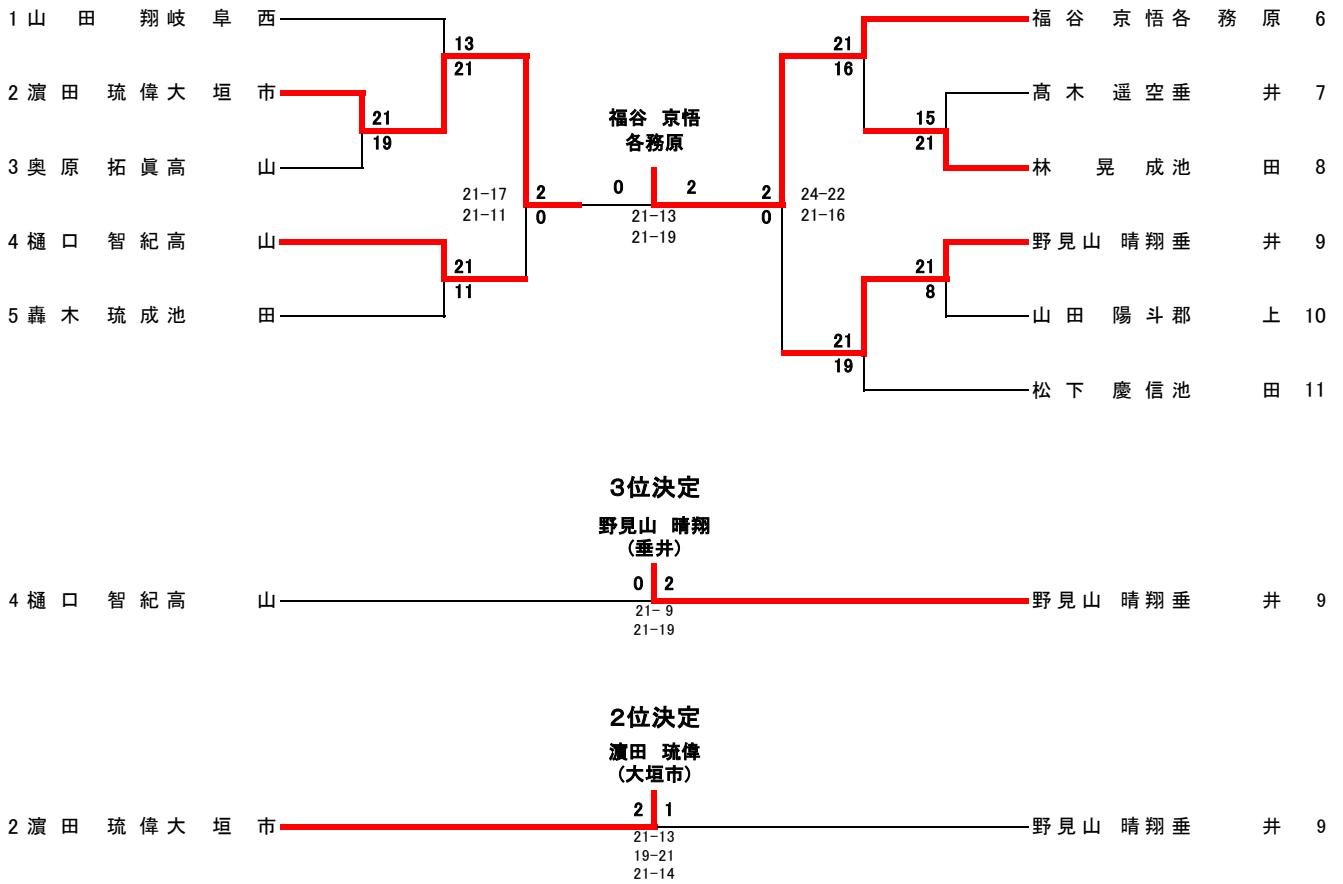 1 山田 翔 岐阜西
福谷 京悟 各務原 6
13
21
21
16
2 濵田 琉偉 大垣市
髙木 遥空 垂井 7
21
19
福谷 京悟
各務原
15
21
3 奥原 拓眞 高山
林 晃成 池田 8
21-17
21-11
2
0
0
2
21-13
21-19
2
0
24-22
21-16
4 樋口 智紀 高山
野見山 晴翔 垂井 9
21
11
21
8
5 轟木 琉成 池田
山田 陽斗 郡上 10
21
19
松下 慶信 池田 11
3位決定
野見山 晴翔
(垂井)
0 2
4 樋口 智紀 高山
野見山 晴翔 垂井 9
21- 9
21-19
2位決定
濵田 琉偉
(大垣市)
2 1
2 濵田 琉偉 大垣市
野見山 晴翔 垂井 9
21-13
19-21
21-14